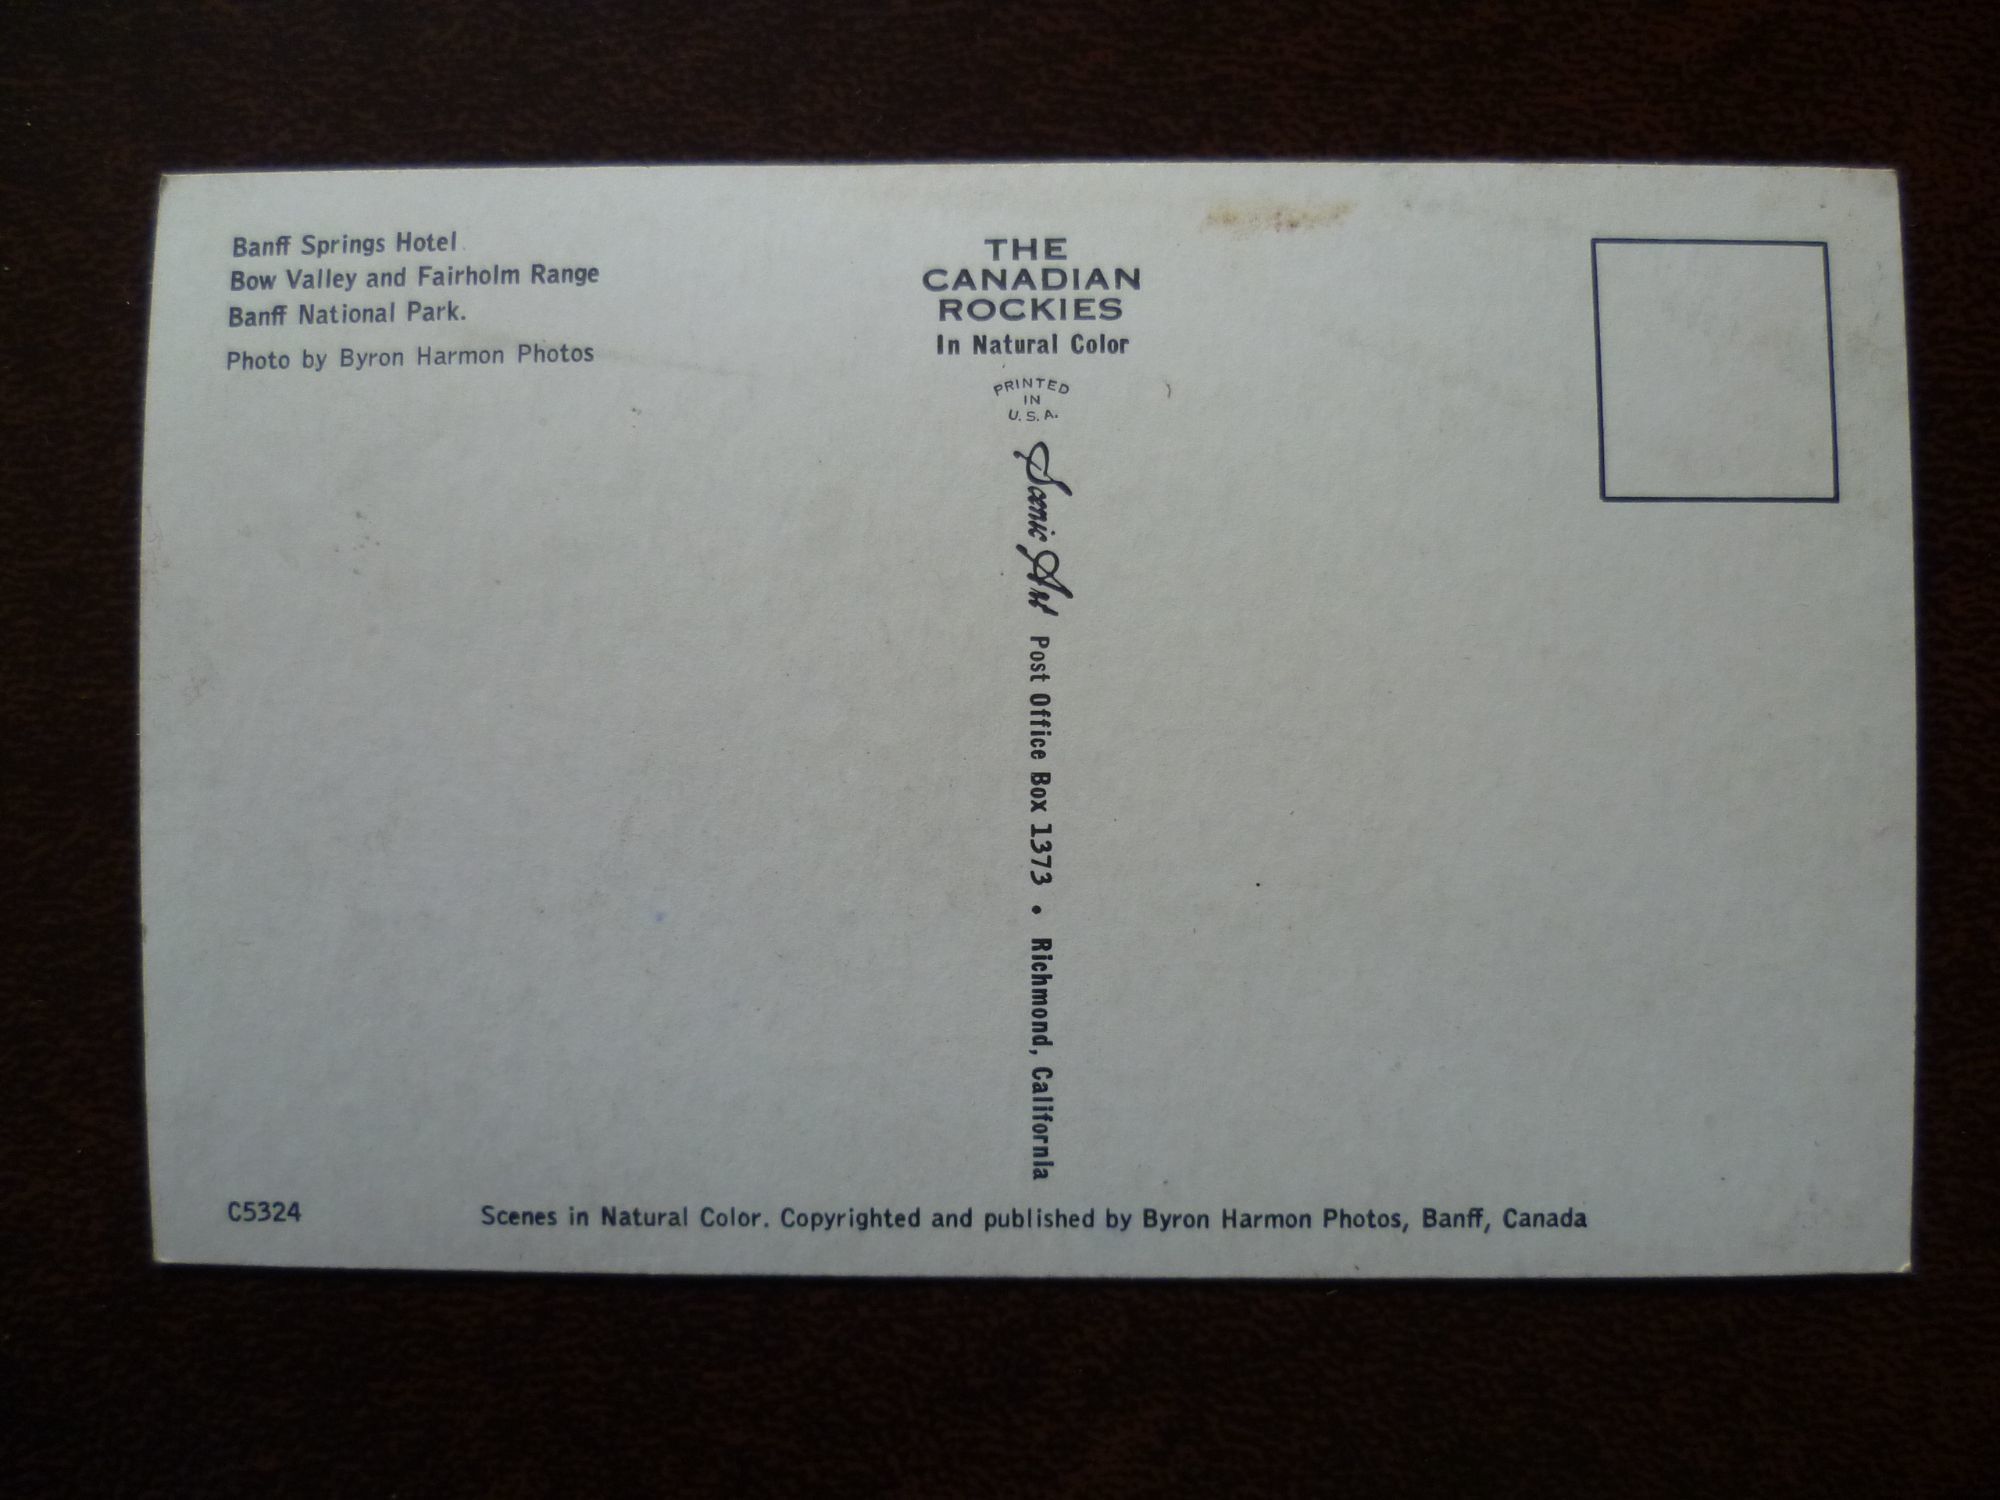 Banff Springs Hotel
Bow Valley and Fairholm Range
Banff National Park.
Photo by Byron Harmon Photos
THE
CANADIAN
ROCKIES
In Natural Color
PRINTED
IN
U. S. A.
Scenic Art Post Office Box 1373 • Richmond, California
C5324
Scenes in Natural Color. Copyrighted and published by Byron Harmon Photos, Banff, Canada